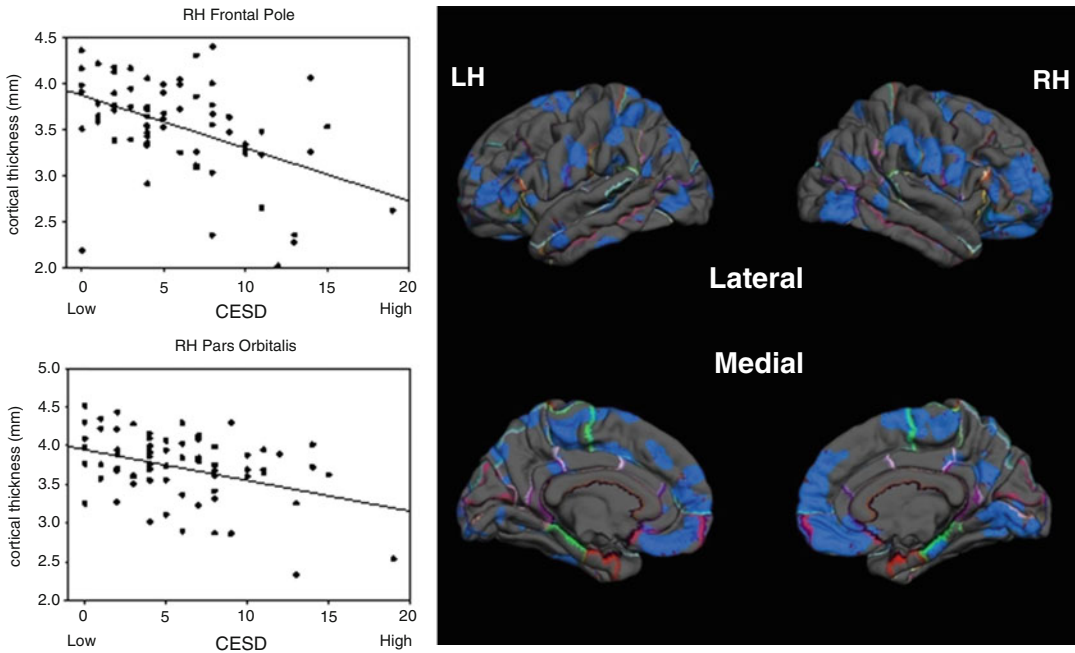 RH Frontal Pole
cortical thickness (mm)
4.5
4.0
3.5
3.0
2.5
2.0
0 5 10 15 20
Low CESD High
RH Pars Orbitalis
cortical thickness (mm)
5.0
4.5
4.0
3.5
3.0
2.5
2.0
0 5 10 15 20
Low CESD High
LH RH
Lateral
Medial